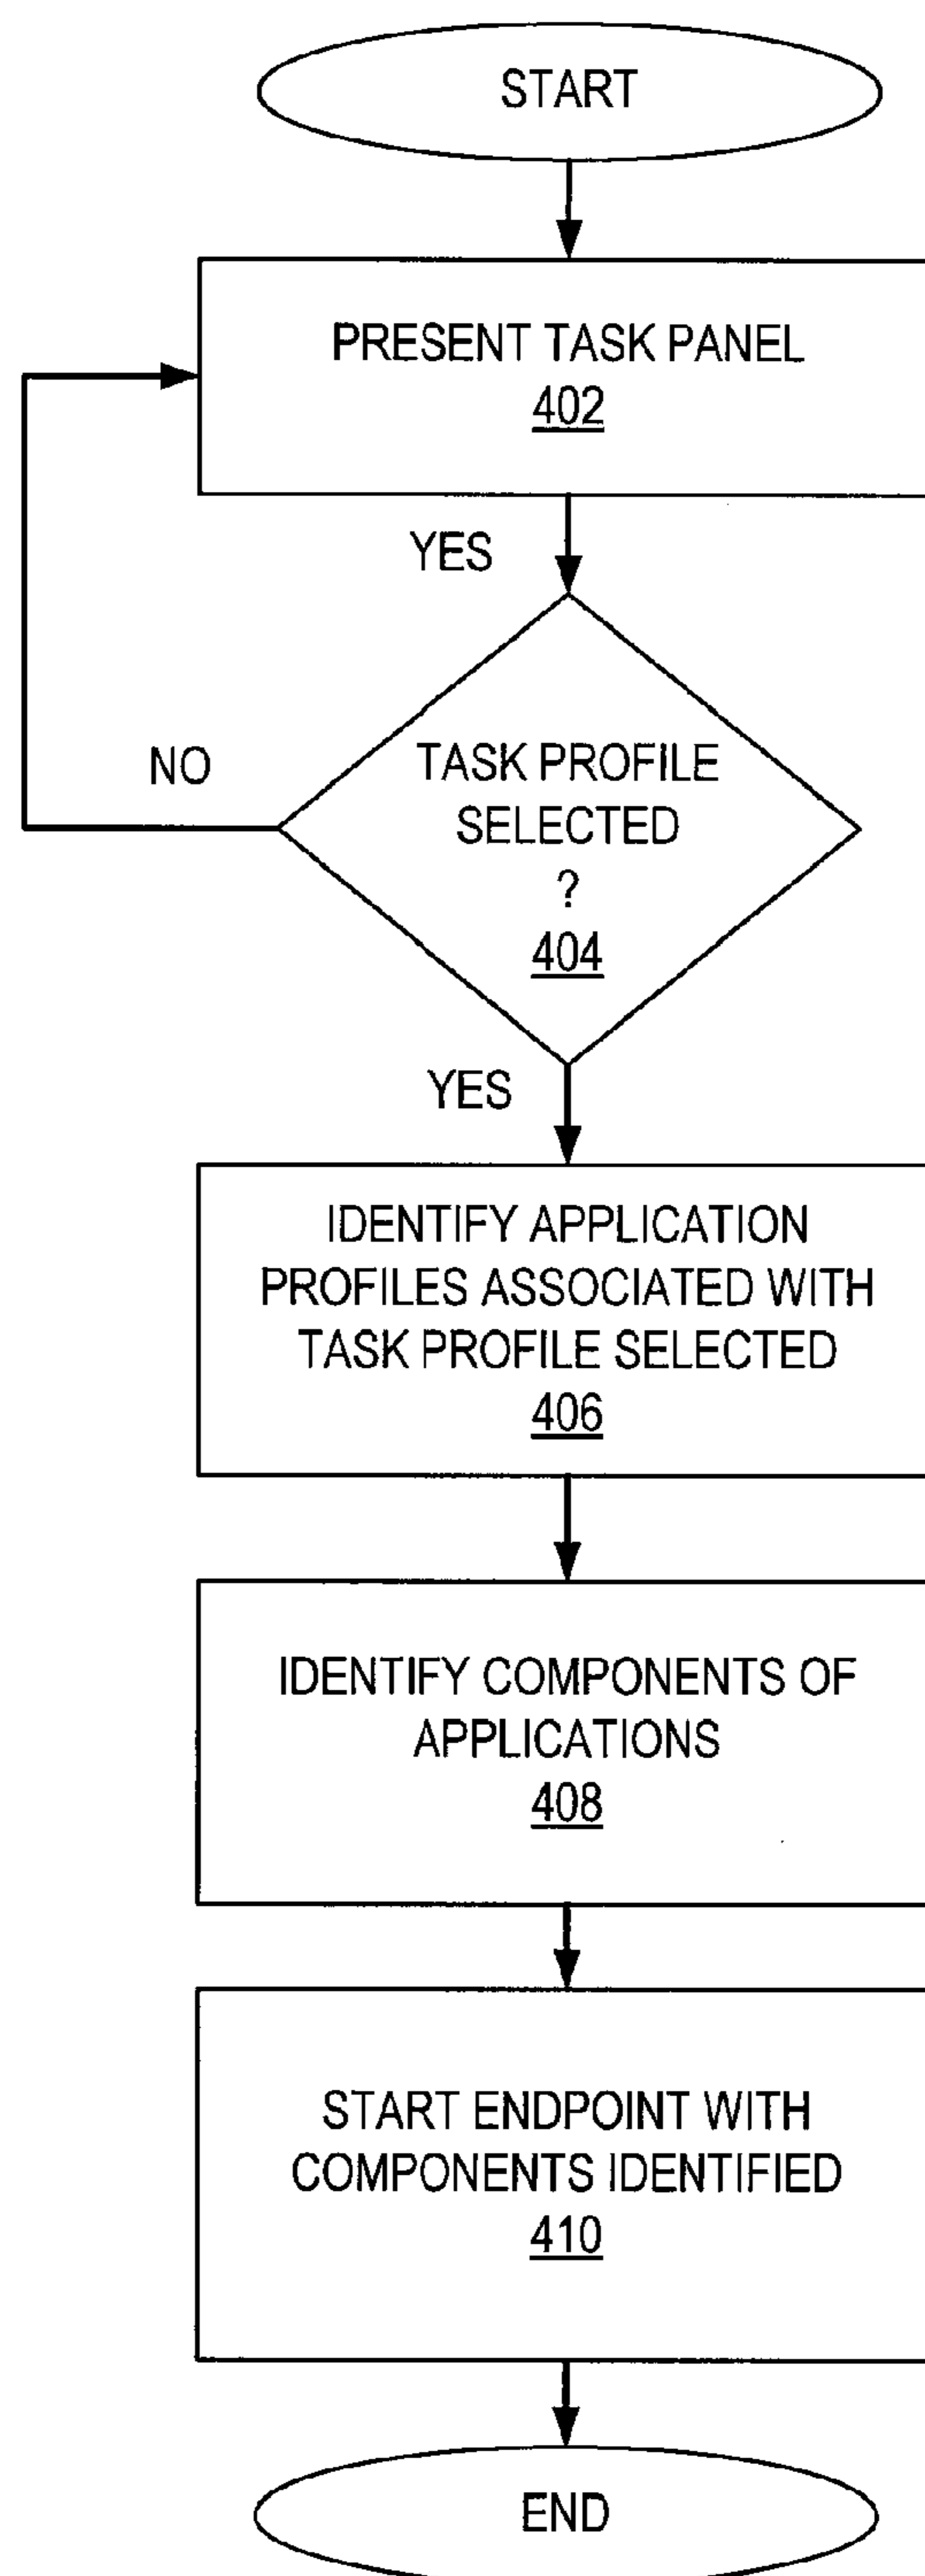 START
PRESENT TASK PANEL
402
YES
NO
TASK PROFILE
SELECTED
?
404
YES
IDENTIFY APPLICATION
PROFILES ASSOCIATED WITH
TASK PROFILE SELECTED
406
IDENTIFY COMPONENTS OF
APPLICATIONS
408
START ENDPOINT WITH
COMPONENTS IDENTIFIED
410
END